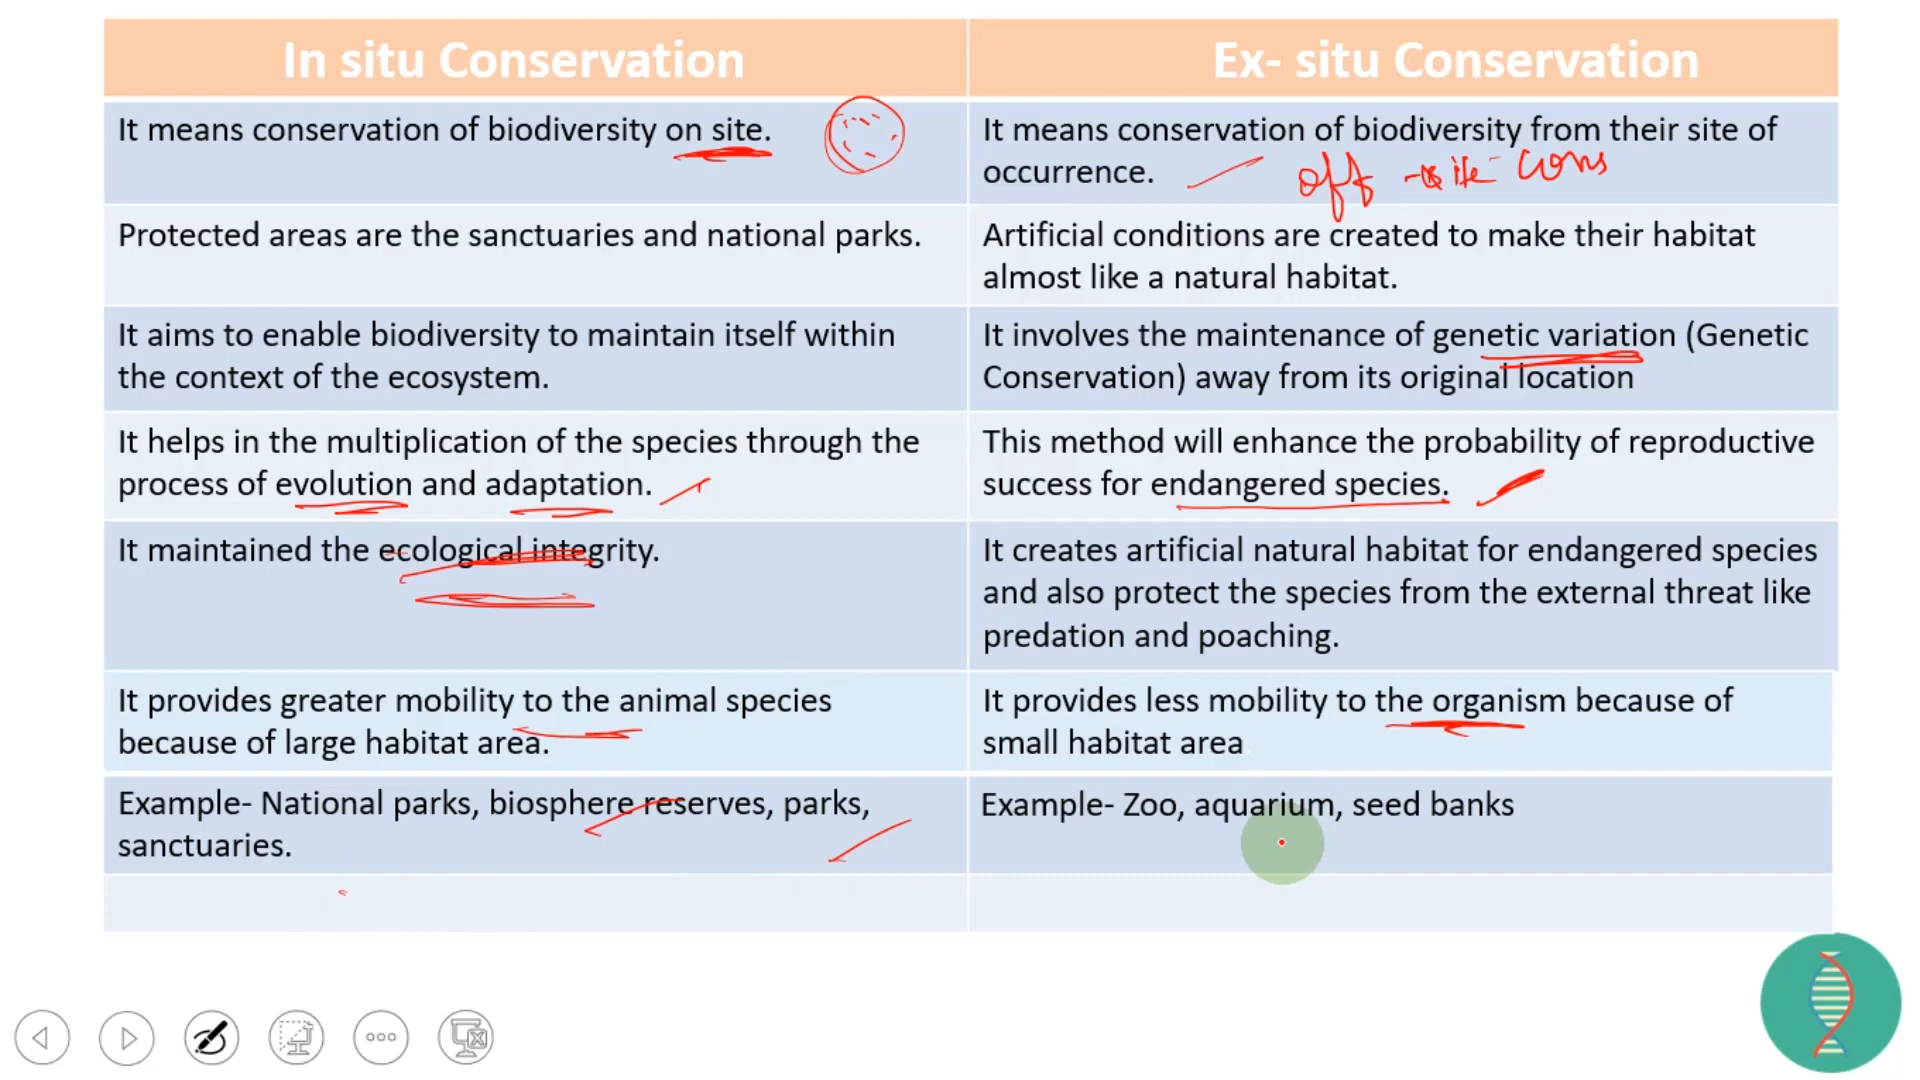 In situ Conservation
Ex- situ Conservation
It means conservation of biodiversity on site.
It means conservation of biodiversity from their site of
occurrence.
off -site cons
Protected areas are the sanctuaries and national parks.
Artificial conditions are created to make their habitat
almost like a natural habitat.
It aims to enable biodiversity to maintain itself within
the context of the ecosystem.
It involves the maintenance of genetic variation (Genetic
Conservation) away from its original location
It helps in the multiplication of the species through the
process of evolution and adaptation.
This method will enhance the probability of reproductive
success for endangered species.
It maintained the ecological integrity.
It creates artificial natural habitat for endangered species
and also protect the species from the external threat like
predation and poaching.
It provides greater mobility to the animal species
because of large habitat area.
It provides less mobility to the organism because of
small habitat area
Example- National parks, biosphere reserves, parks,
sanctuaries.
Example- Zoo, aquarium, seed banks